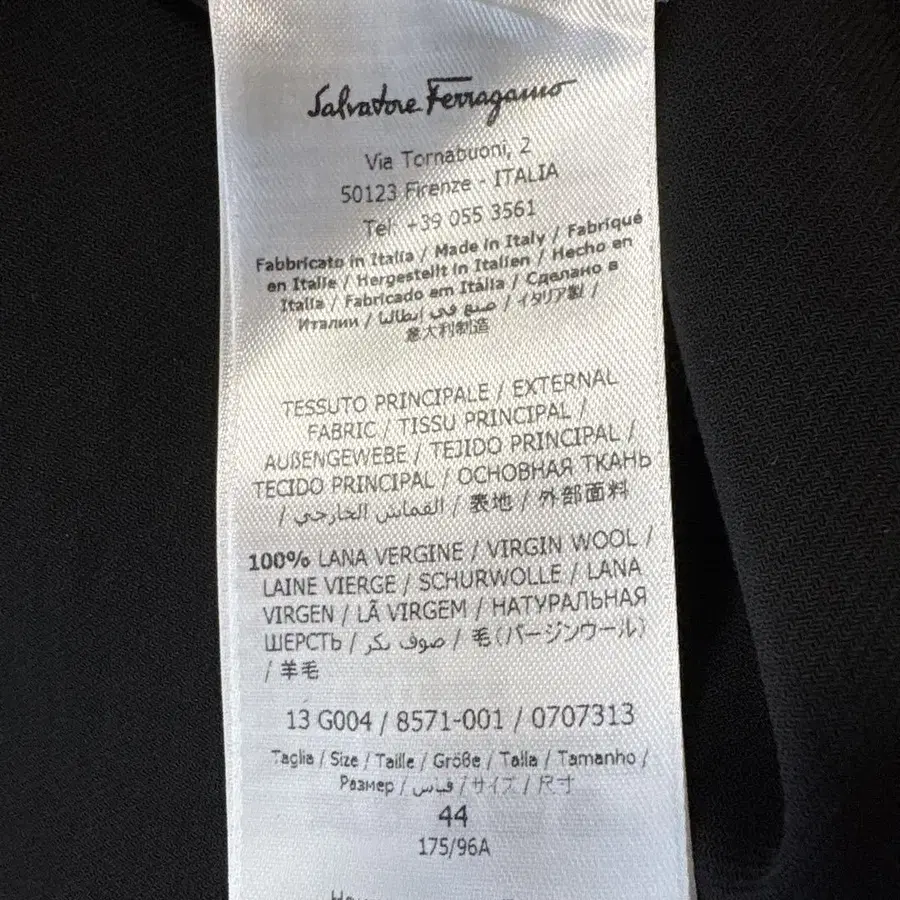 Salvatore Ferragamo
Via Tornabuoni, 2
50123 Firenze - ITALIA
Tel: +39 055 3561
Fabbricato in Italia / Made in Italy / Fabriqué
en Italie / Hergestellt in Italien / Hecho en
Italia / Fabricado em Itália / Сделано в
Италии / صنع في إيطاليا / イタリア製 /
意大利制造
TESSUTO PRINCIPALE / EXTERNAL
FABRIC / TISSU PRINCIPAL /
AUßENGEWEBE / TEJIDO PRINCIPAL /
TECIDO PRINCIPAL / ОСНОВНАЯ ТКАНЬ
/ القماش الخارجي / 表地 / 外部面料
100% LANA VERGINE / VIRGIN WOOL /
LAINE VIERGE / SCHURWOLLE / LANA
VIRGEN / LÃ VIRGEM / НАТУРАЛЬНАЯ
ШЕРСТЬ / صوف بكر / 毛(バージンウール)
/ 羊毛
13 G004 / 8571-001 / 0707313
Taglia / Size / Taille / Größe / Talla / Tamanho /
Размер / قياس / サイズ / 尺寸
44
175/96A